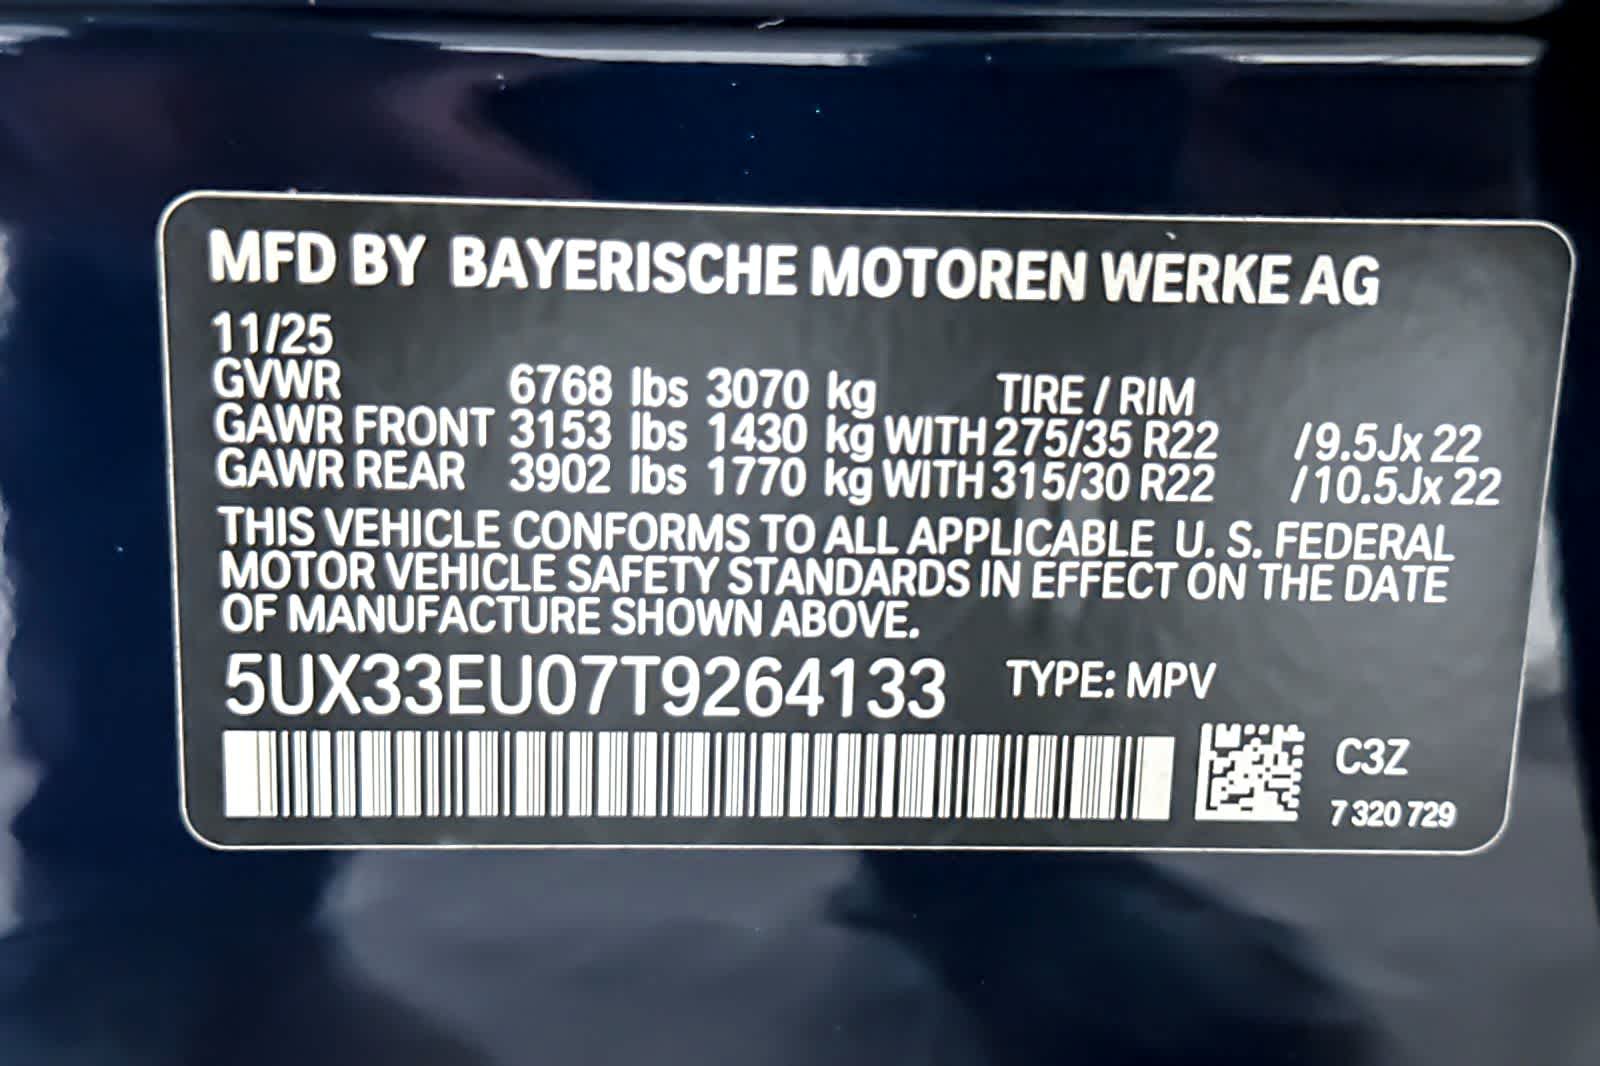 MFD BY BAYERISCHE MOTOREN WERKE AG
11/25
GVWR 6768 lbs 3070 kg TIRE / RIM
GAWR FRONT 3153 lbs 1430 kg WITH 275/35 R22 /9.5Jx 22
GAWR REAR 3902 lbs 1770 kg WITH 315/30 R22 /10.5Jx 22
THIS VEHICLE CONFORMS TO ALL APPLICABLE U. S. FEDERAL
MOTOR VEHICLE SAFETY STANDARDS IN EFFECT ON THE DATE
OF MANUFACTURE SHOWN ABOVE.
5UX33EU07T9264133 TYPE: MPV
C3Z
7 320 729